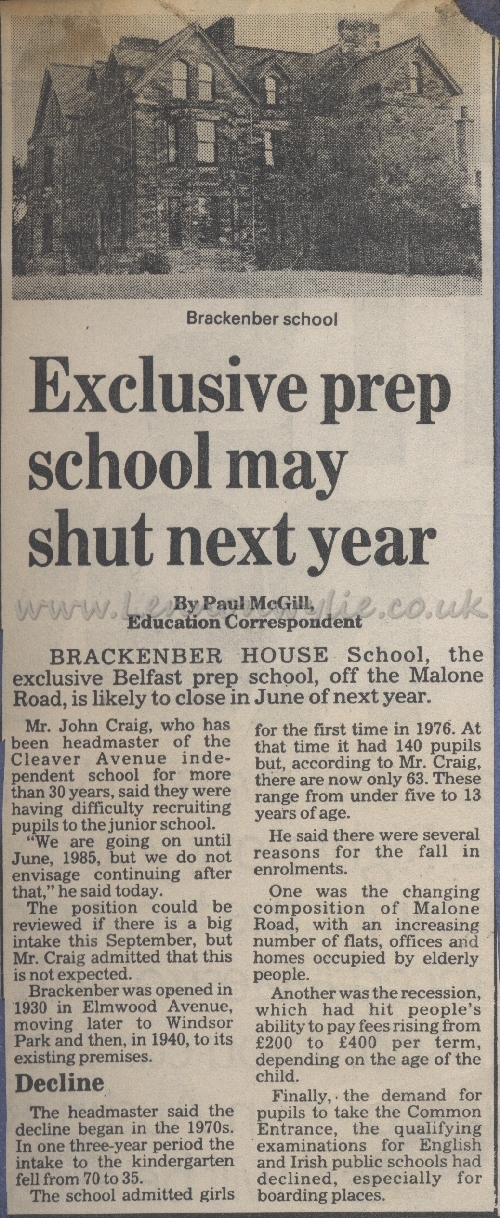 Brackenber school
Exclusive prep
school may
shut next year
By Paul McGill,
Education Correspondent
BRACKENBER HOUSE School, the
exclusive Belfast prep school, off the Malone
Road, is likely to close in June of next year.
Mr. John Craig, who has
been headmaster of the
Cleaver Avenue inde-
pendent school for more
than 30 years, said they were
having difficulty recruiting
pupils to the junior school.
"We are going on until
June, 1985, but we do not
envisage continuing after
that," he said today.
The position could be
reviewed if there is a big
intake this September, but
Mr. Craig admitted that this
is not expected.
Brackenber was opened in
1930 in Elmwood Avenue,
moving later to Windsor
Park and then, in 1940, to its
existing premises.
Decline
The headmaster said the
decline began in the 1970s.
In one three-year period the
intake to the kindergarten
fell from 70 to 35.
The school admitted girls
for the first time in 1976. At
that time it had 140 pupils
but, according to Mr. Craig,
there are now only 63. These
range from under five to 13
years of age.
He said there were several
reasons for the fall in
enrolments.
One was the changing
composition of Malone
Road, with an increasing
number of flats, offices and
homes occupied by elderly
people.
Another was the recession,
which had hit people's
ability to pay fees rising from
£200 to £400 per term,
depending on the age of the
child.
Finally, the demand for
pupils to take the Common
Entrance, the qualifying
examinations for English
and Irish public schools had
declined, especially for
boarding places.